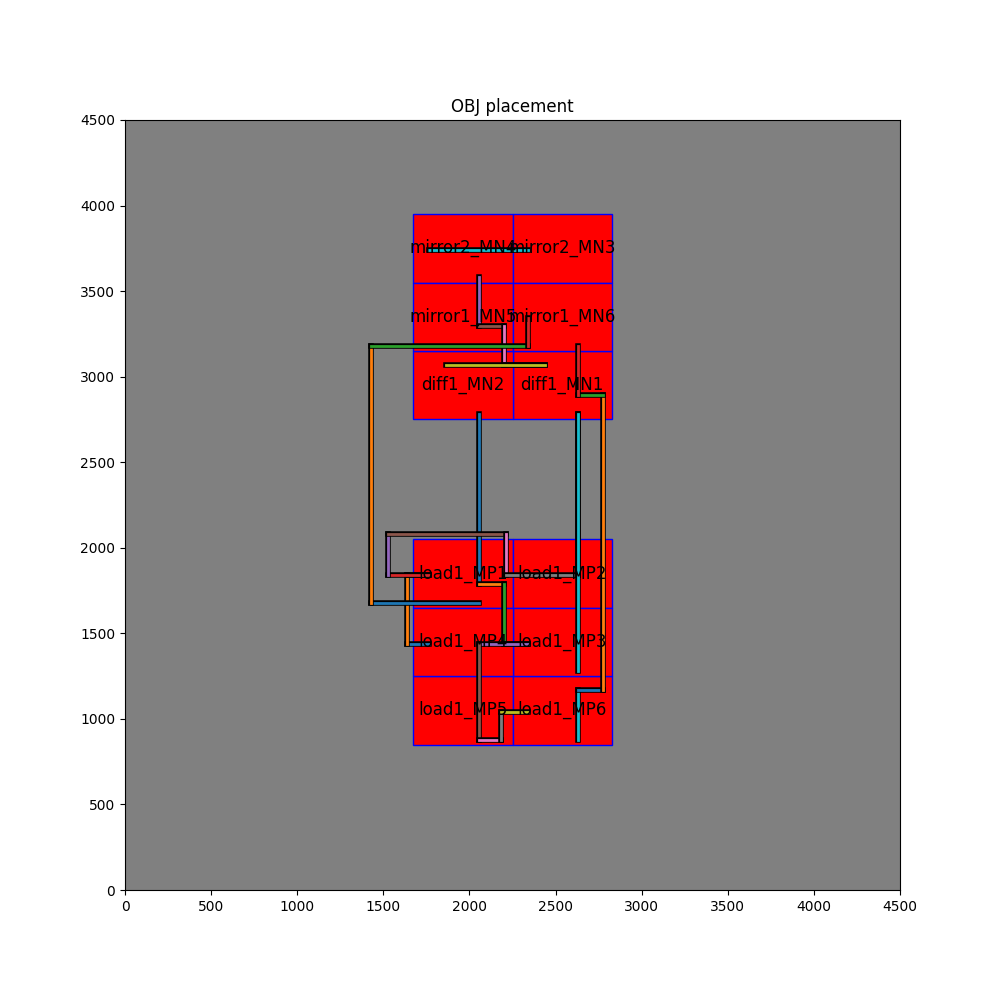 OBJ placement
4500
4000
3500
3000
2500
2000
1500
1000
500
0
mirror2_MN4 mirror2_MN3
mirror1_MN5 mirror1_MN6
diff1_MN2 diff1_MN1
load1_MP1 load1_MP2
load1_MP4 load1_MP3
load1_MP5 load1_MP6
0 500 1000 1500 2000 2500 3000 3500 4000 4500